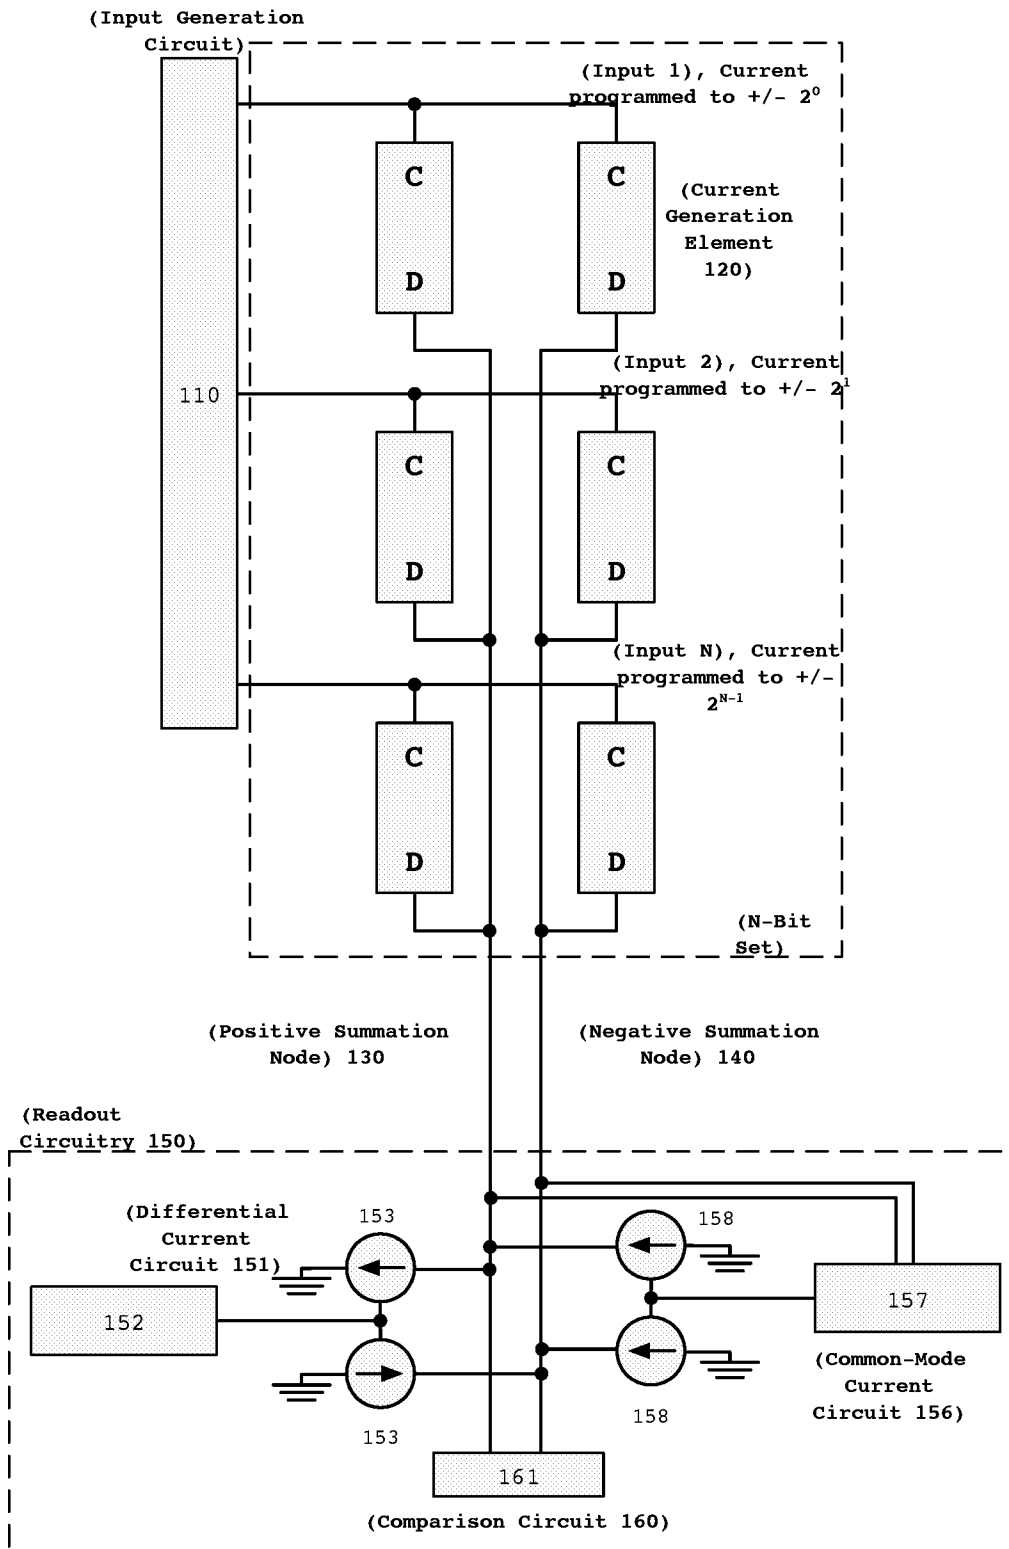 (Input Generation
Circuit)
(Input 1), Current
programmed to +/- 2⁰
C
C
(Current
Generation
Element
120)
D
D
(Input 2), Current
programmed to +/- 2¹
110
C
C
D
D
(Input N), Current
programmed to +/-
2ᴺ⁻¹
C
C
D
D
(N-Bit
Set)
(Positive Summation
Node) 130
(Negative Summation
Node) 140
(Readout
Circuitry 150)
(Differential
Current
Circuit 151)
153
158
152
157
(Common-Mode
Current
Circuit 156)
153
158
161
(Comparison Circuit 160)